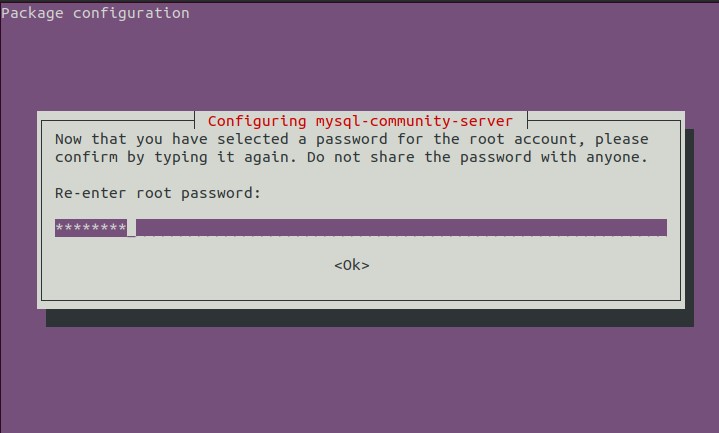 Package configuration
Configuring mysql-community-server
Now that you have selected a password for the root account, please
confirm by typing it again. Do not share the password with anyone.
Re-enter root password:
********_
<Ok>